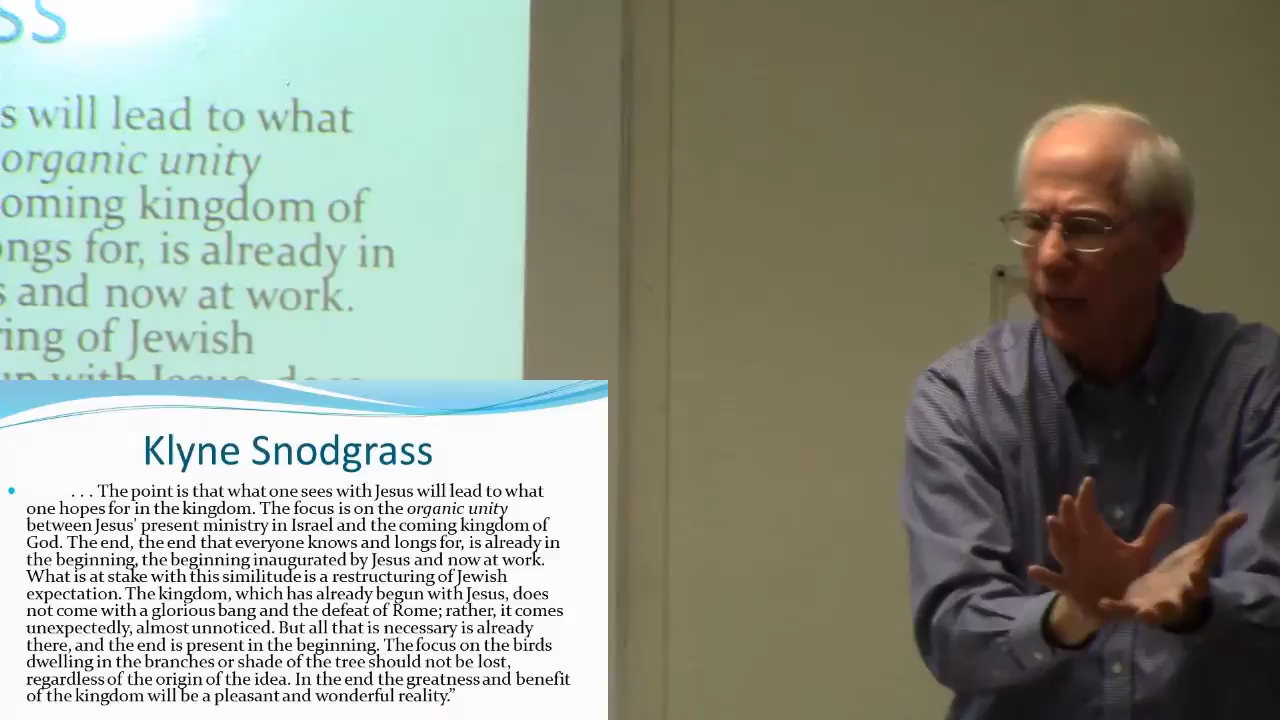 ss
s will lead to what
organic unity
oming kingdom of
ongs for, is already in
s and now at work.
ring of Jewish
up with Jesus, does
Klyne Snodgrass
• . . . The point is that what one sees with Jesus will lead to what
one hopes for in the kingdom. The focus is on the organic unity
between Jesus' present ministry in Israel and the coming kingdom of
God. The end, the end that everyone knows and longs for, is already in
the beginning, the beginning inaugurated by Jesus and now at work.
What is at stake with this similitude is a restructuring of Jewish
expectation. The kingdom, which has already begun with Jesus, does
not come with a glorious bang and the defeat of Rome; rather, it comes
unexpectedly, almost unnoticed. But all that is necessary is already
there, and the end is present in the beginning. The focus on the birds
dwelling in the branches or shade of the tree should not be lost,
regardless of the origin of the idea. In the end the greatness and benefit
of the kingdom will be a pleasant and wonderful reality.”